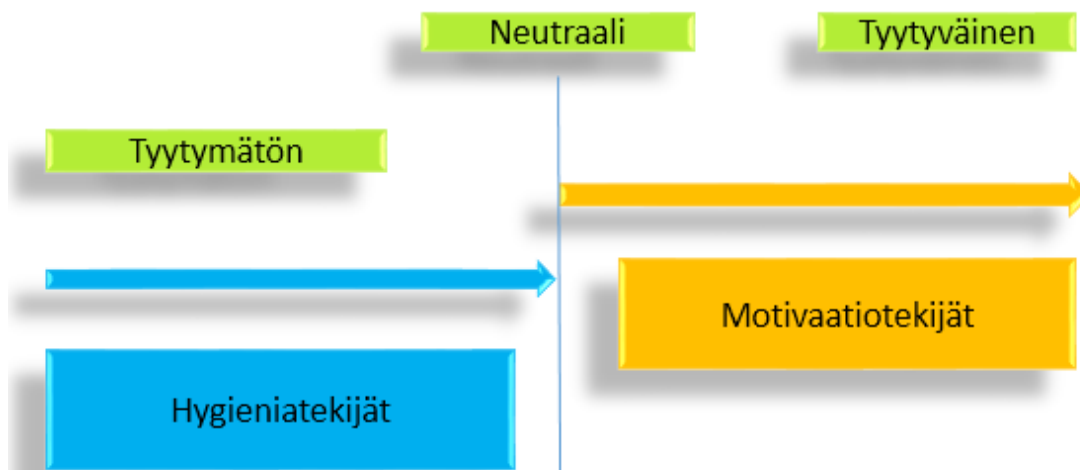 Neutraali
Tyytyväinen
Tyytymätön
Motivaatiotekijät
Hygieniatekijät